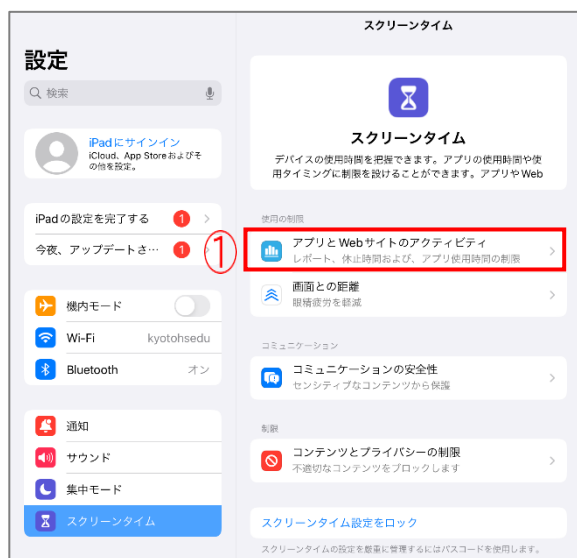 スクリーンタイム
設定
検索
iPadにサインイン
iCloud、App Storeおよびそ
の他を設定。
iPadの設定を完了する 1
今夜、アップデートさ… 1
機内モード
Wi-Fi kyotohsedu
Bluetooth オン
通知
サウンド
集中モード
スクリーンタイム
スクリーンタイム
デバイスの使用時間を把握できます。アプリの使用時間や使
用タイミングに制限を設けることができます。アプリやWeb
使用の制限
①
アプリとWebサイトのアクティビティ
レポート、休止時間および、アプリ使用時間の制限
画面との距離
眼精疲労を軽減
コミュニケーション
コミュニケーションの安全性
センシティブなコンテンツから保護
制限
コンテンツとプライバシーの制限
不適切なコンテンツをブロックします
スクリーンタイム設定をロック
スクリーンタイムの設定を厳重に管理するにはパスコードを使用します。